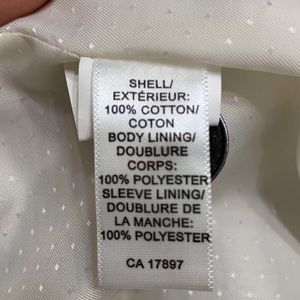 SHELL/
EXTÉRIEUR:
100% COTTON/
COTON
BODY LINING/
DOUBLURE
CORPS:
100% POLYESTER
SLEEVE LINING/
DOUBLURE DE
LA MANCHE:
100% POLYESTER
CA 17897